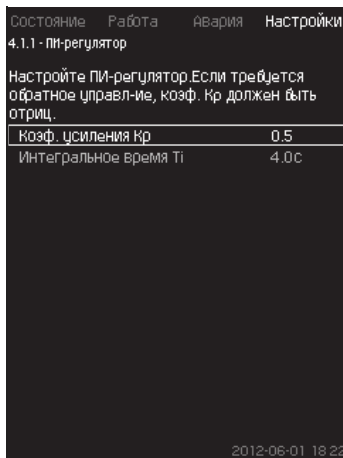 Состояние Работа Авария Настройки
4.1.1 - ПИ-регулятор
Настройте ПИ-регулятор.Если требуется
обратное управл-ие, коэф. Кр должен быть
отриц.
Коэф. усиления Кр 0.5
Интегральное время Ti 4.0с
2012-06-01 18:22